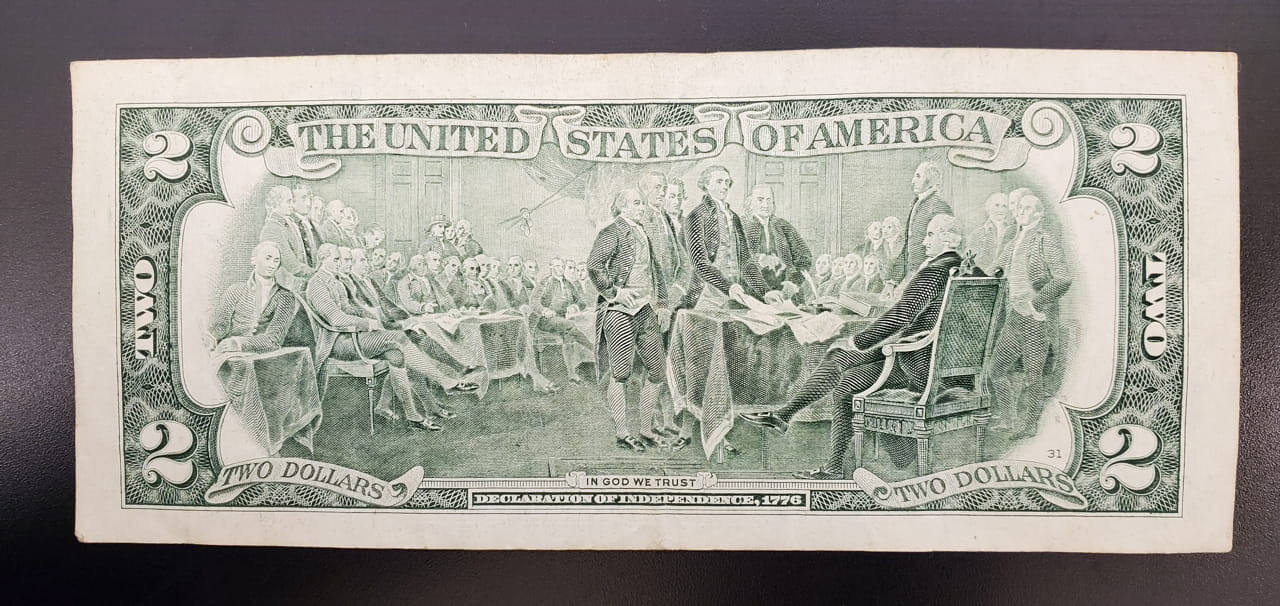 THE UNITED STATES OF AMERICA
2
2
TWO
TWO
31
2
2
TWO DOLLARS
IN GOD WE TRUST
TWO DOLLARS
DECLARATION OF INDEPENDENCE, 1776